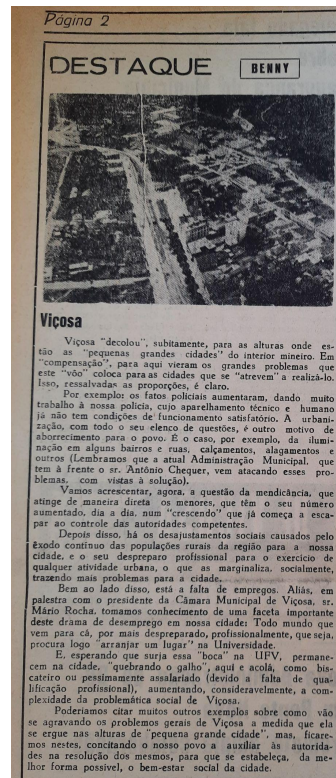 Página 2
DESTAQUE BENNY
Viçosa
Viçosa "decolou", subitamente, para as alturas onde es-
tão as "pequenas grandes cidades" do interior mineiro. Em
"compensação", para aqui vieram os grandes problemas que
este "vôo" coloca para as cidades que se "atrevem" a realizá-lo.
Isso, ressalvadas as proporções, é claro.
Por exemplo: os fatos policiais aumentaram, dando muito
trabalho à nossa polícia, cujo aparelhamento técnico e humano
já não tem condições de funcionamento satisfatório. A urbani-
zação, com todo o seu elenco de questões, é outro motivo de
aborrecimento para o povo. É o caso, por exemplo, da ilumi-
nação em alguns bairros e ruas, calçamentos, alagamentos e
outros (Lembramos que a atual Administração Municipal, que
tem à frente o sr. Antônio Chequer, vem atacando esses pro-
blemas, com vistas à solução).
Vamos acrescentar, agora, a questão da mendicância, que
atinge de maneira direta os menores, que têm o seu número
aumentado, dia a dia, num "crescendo" que já começa a esca-
par ao controle das autoridades competentes.
Depois disso, há os desajustamentos sociais causados pelo
êxodo contínuo das populações rurais da região para a nossa
cidade, e o seu despreparo profissional para o exercício de
qualquer atividade urbana, o que as marginaliza, socialmente,
trazendo mais problemas para a cidade.
Bem ao lado disso, está a falta de empregos. Aliás, em
palestra com o presidente da Câmara Municipal de Viçosa, sr.
Mário Rocha, tomamos conhecimento de uma faceta importante
deste drama de desemprego em nossa cidade: Todo mundo que
vem para cá, por mais despreparado, profissionalmente, que seja,
procura logo "arranjar um lugar" na Universidade.
E, esperando que surja essa "boca" na UFV, permane-
cem na cidade, "quebrando o galho", aqui e acolá, como bis-
cateiro ou pessimamente assalariado (devido a falta de qua-
lificação profissional), aumentando, consideravelmente, a com-
plexidade da problemática social de Viçosa.
Poderíamos citar muitos outros exemplos sobre como vão
se agravando os problemas gerais de Viçosa a medida que ela
se ergue nas alturas de "pequena grande cidade", mas, ficare-
mos nestes, concitando o nosso povo a auxiliar às autorida-
des na resolução dos mesmos, para que se estabeleça, da me-
lhor forma possível, o bem-estar social da cidade.